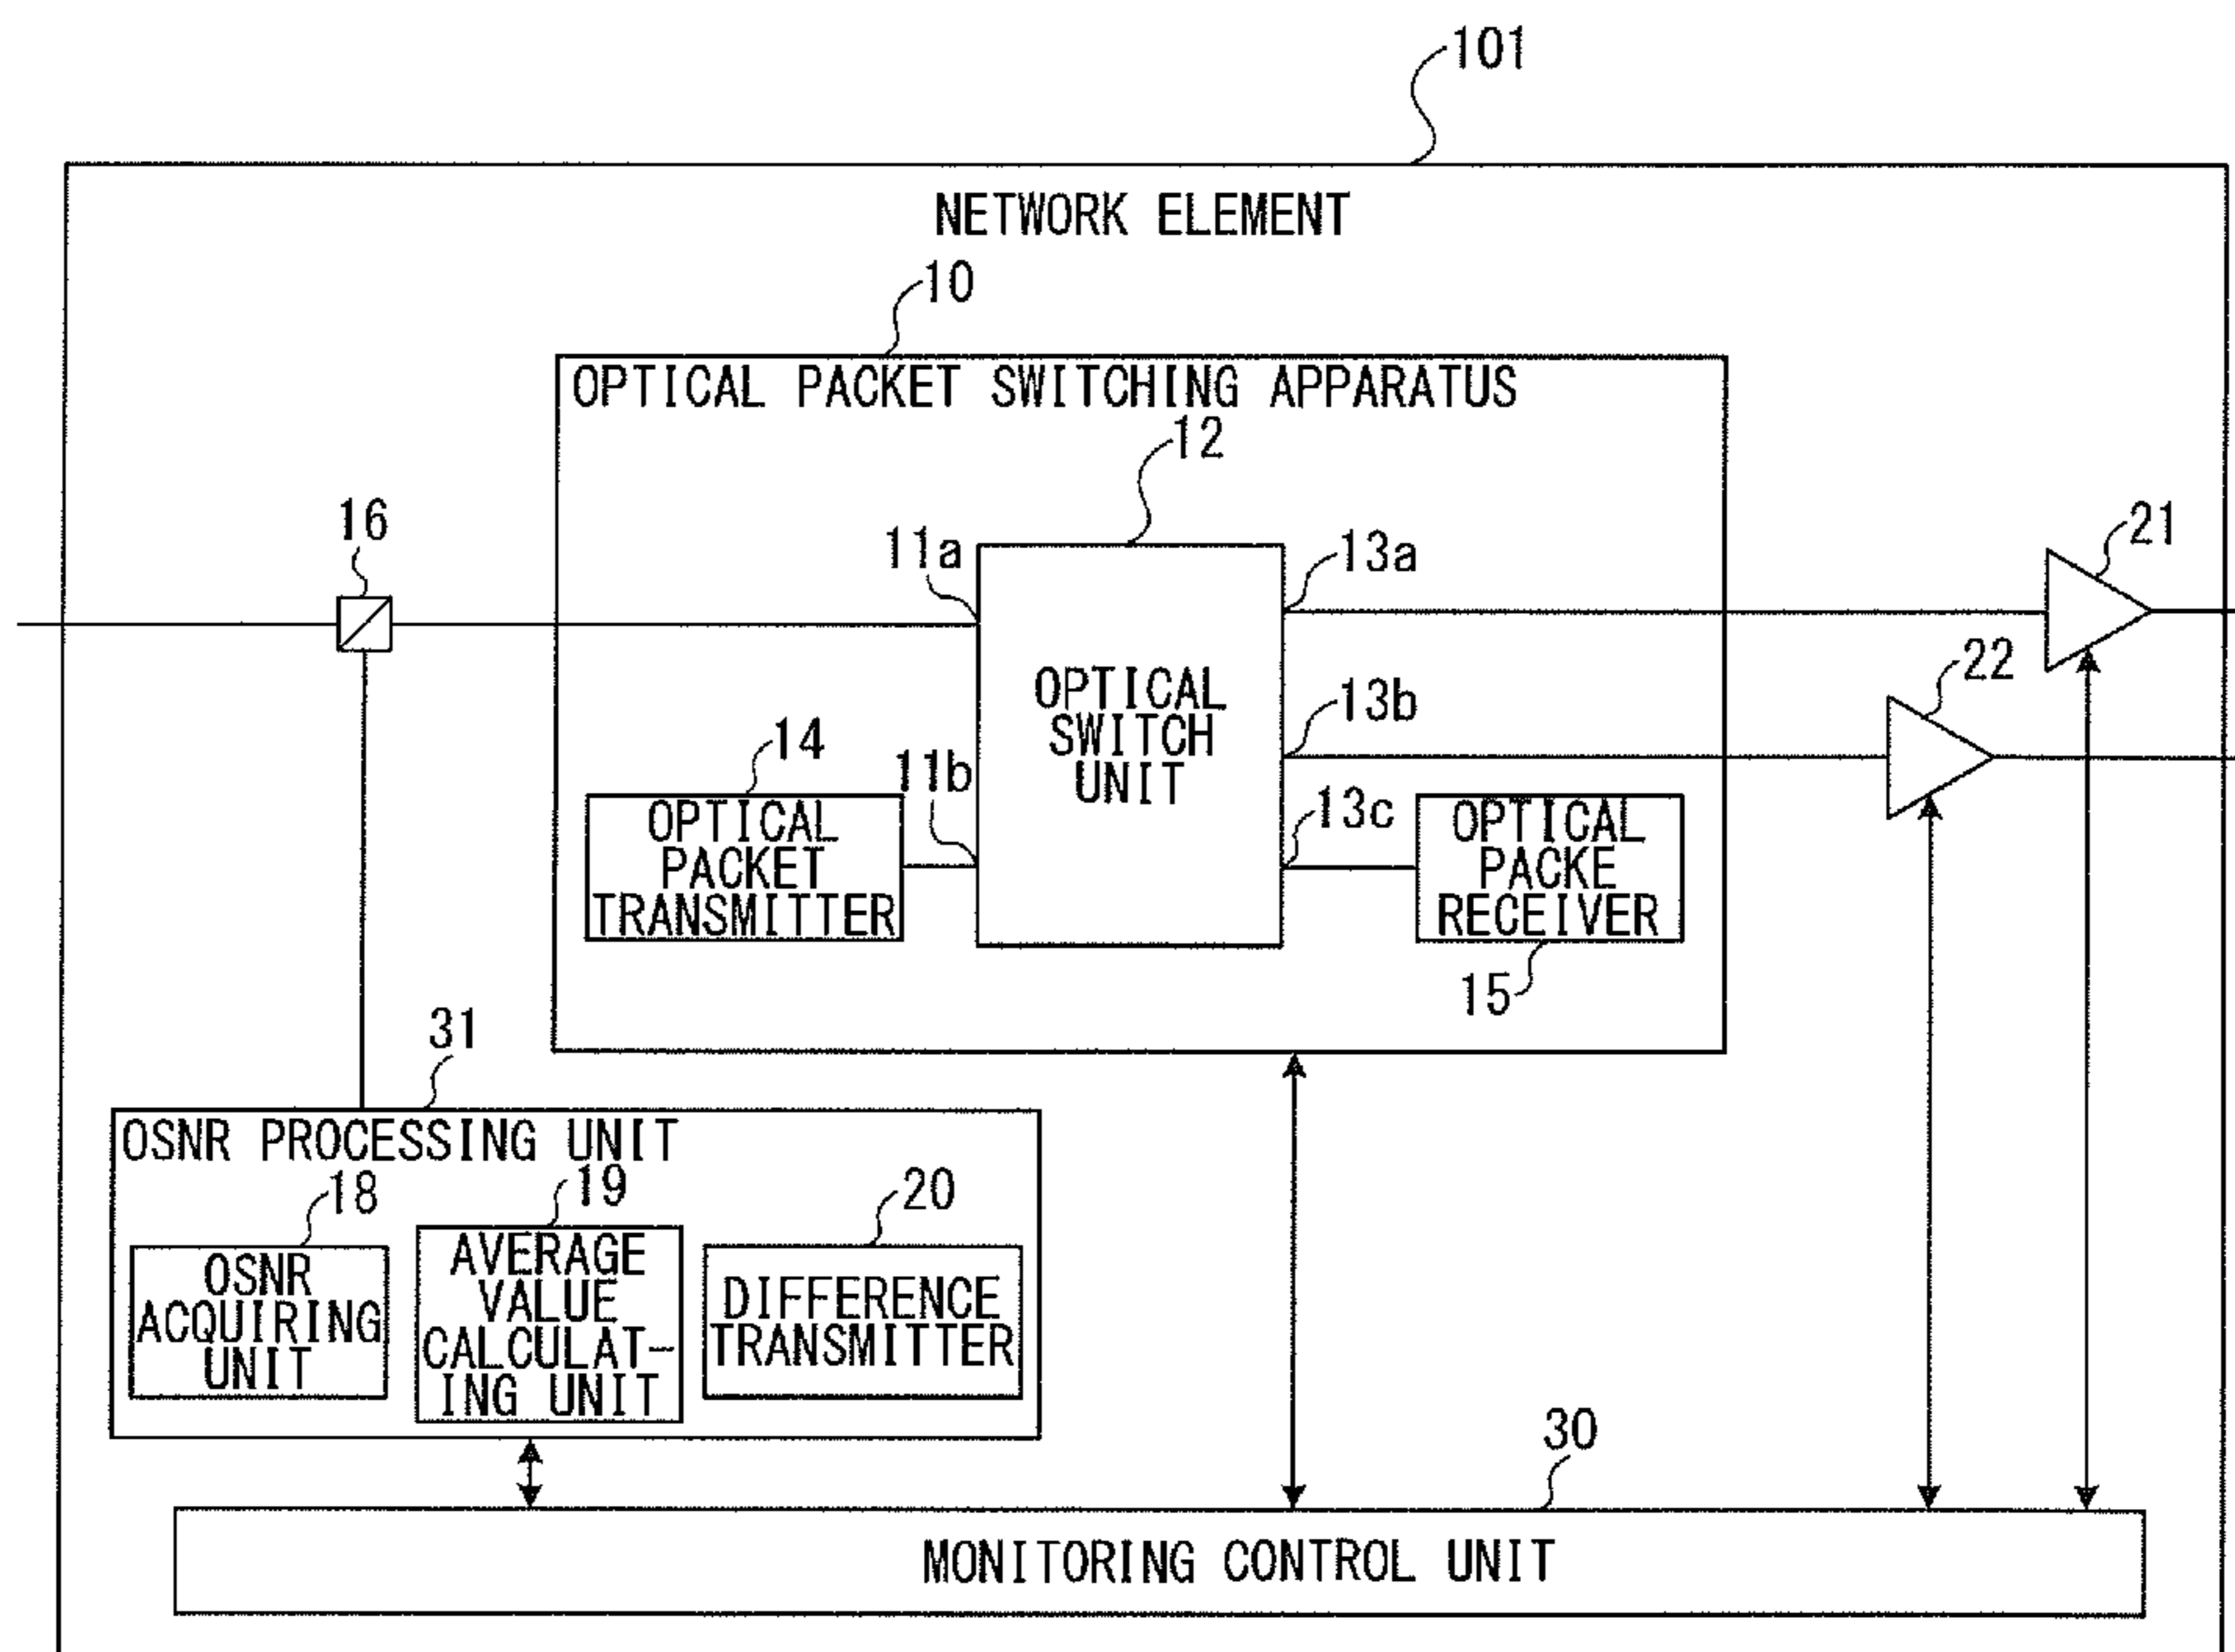 101
NETWORK ELEMENT
10
OPTICAL PACKET SWITCHING APPARATUS
12
16
11a
13a
21
OPTICAL
SWITCH
UNIT
13b
22
14
11b
13c
OPTICAL
PACKET
TRANSMITTER
OPTICAL
PACKE
RECEIVER
15
31
OSNR PROCESSING UNIT
18
19
20
OSNR
ACQUIRING
UNIT
AVERAGE
VALUE
CALCULAT-
ING UNIT
DIFFERENCE
TRANSMITTER
30
MONITORING CONTROL UNIT